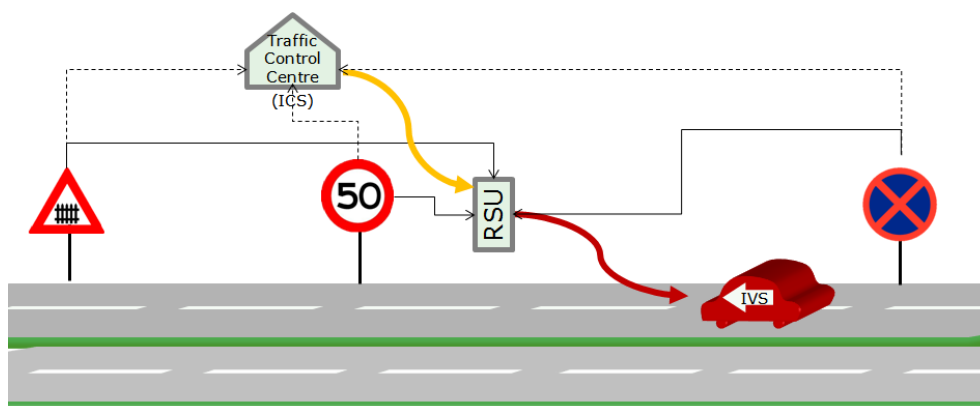 Traffic
Control
Centre
(ICS)
50
RSU
IVS